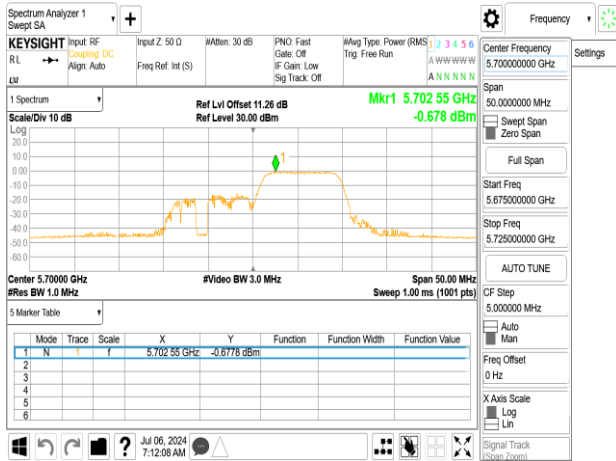 Spectrum Analyzer 1
Swept SA
Frequency
Settings
KEYSIGHT
Input: RF
Coupling: DC
Align: Auto
Input Z: 50 Ω
Freq Ref: Int (S)
#Atten: 30 dB
PNO: Fast
Gate: Off
IF Gain: Low
Sig Track: Off
#Avg Type: Power (RMS
Trig: Free Run
1 2 3 4 5 6
A W W W W W
A N N N N N
R L
LXI
1 Spectrum
Scale/Div 10 dB
Ref Lvl Offset 11.26 dB
Ref Level 30.00 dBm
Mkr1 5.702 55 GHz
-0.678 dBm
Log
20.0
10.0
0.00
-10.0
-20.0
-30.0
-40.0
-50.0
-60.0
1
Center 5.70000 GHz
#Res BW 1.0 MHz
#Video BW 3.0 MHz
Span 50.00 MHz
Sweep 1.00 ms (1001 pts)
5 Marker Table
Mode Trace Scale X Y Function Function Width Function Value
1 N 1 f 5.702 55 GHz -0.6778 dBm
2
3
4
5
6
Jul 06, 2024
7:12:08 AM
Center Frequency
5.700000000 GHz
Span
50.0000000 MHz
Swept Span
Zero Span
Full Span
Start Freq
5.675000000 GHz
Stop Freq
5.725000000 GHz
AUTO TUNE
CF Step
5.000000 MHz
Auto
Man
Freq Offset
0 Hz
X Axis Scale
Log
Lin
Signal Track
(Span Zoom)